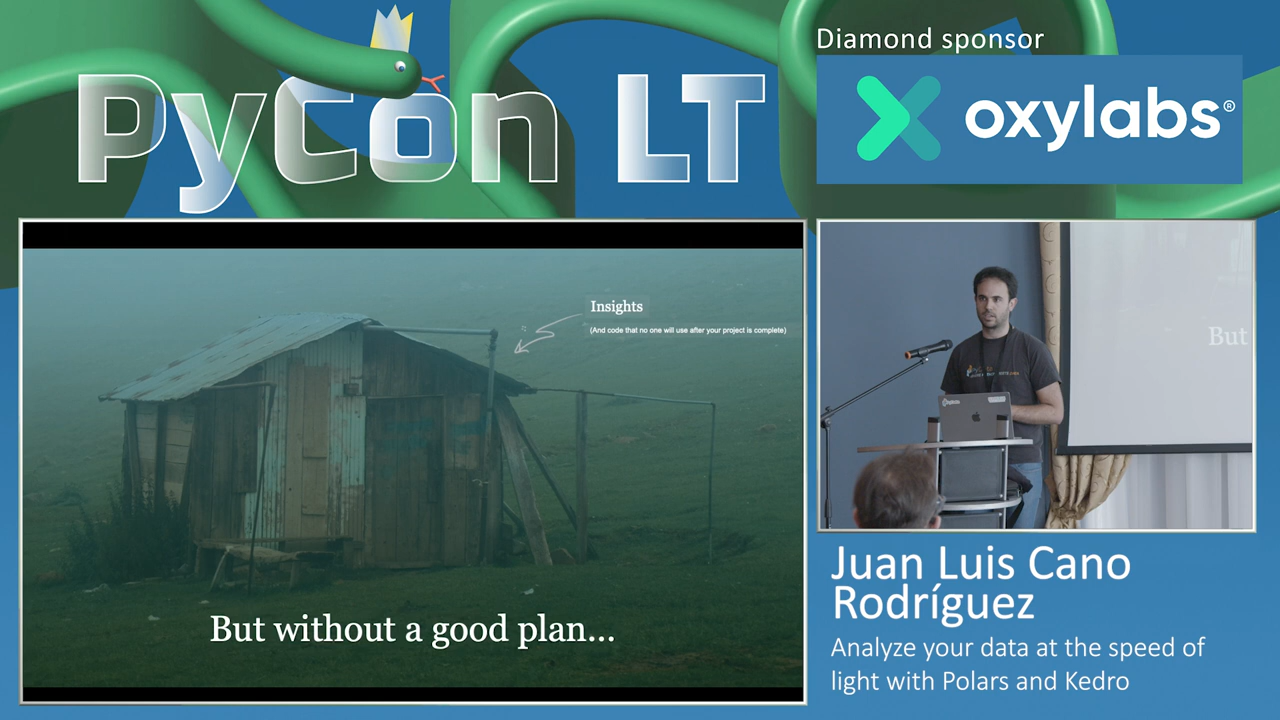 PyCon LT
Diamond sponsor
oxylabs®
Insights
(And code that no one will use after your project is complete)
But without a good plan...
But
Juan Luis Cano
Rodríguez
Analyze your data at the speed of
light with Polars and Kedro